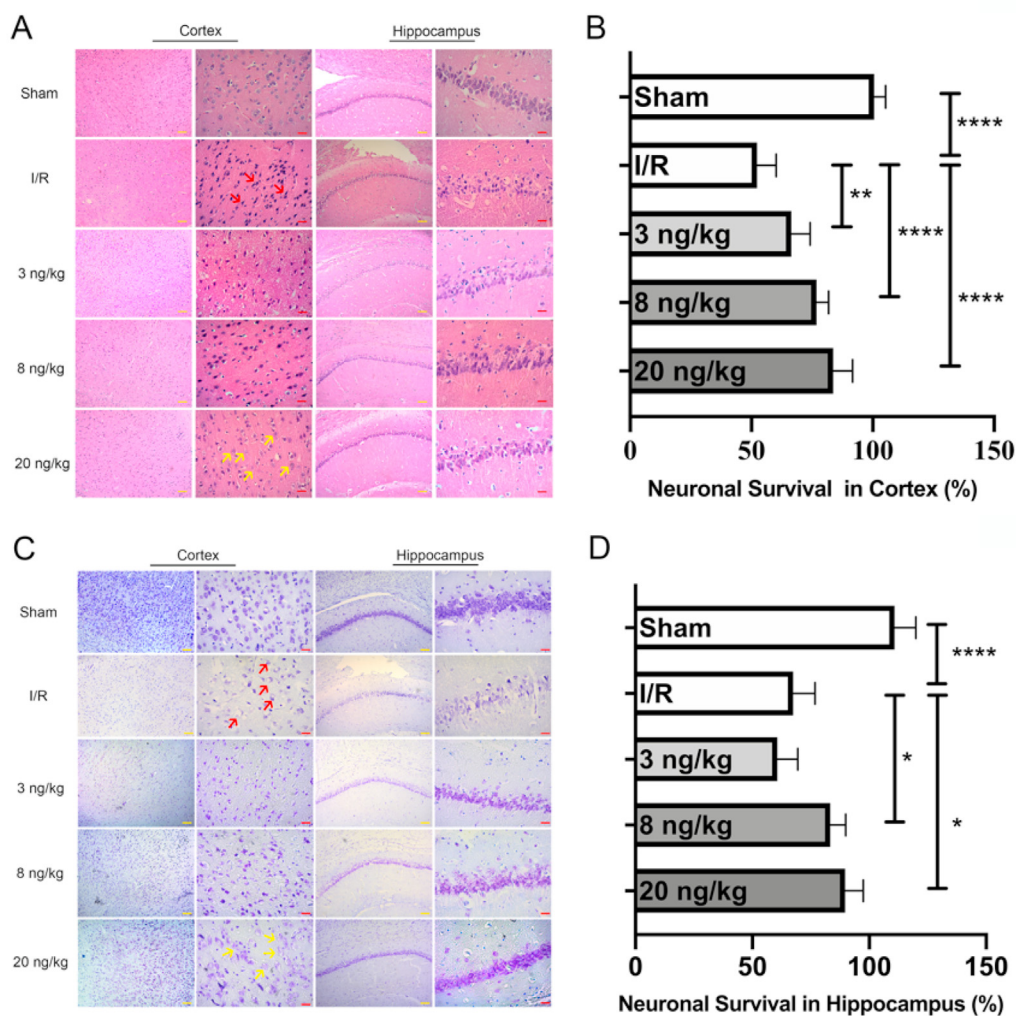 A
Cortex
Hippocampus
Sham
I/R
3 ng/kg
8 ng/kg
20 ng/kg
B
Sham
I/R
3 ng/kg
8 ng/kg
20 ng/kg
****
**
****
****
0 50 100 150
Neuronal Survival in Cortex (%)
C
Cortex
Hippocampus
Sham
I/R
3 ng/kg
8 ng/kg
20 ng/kg
D
Sham
I/R
3 ng/kg
8 ng/kg
20 ng/kg
****
*
*
0 50 100 150
Neuronal Survival in Hippocampus (%)